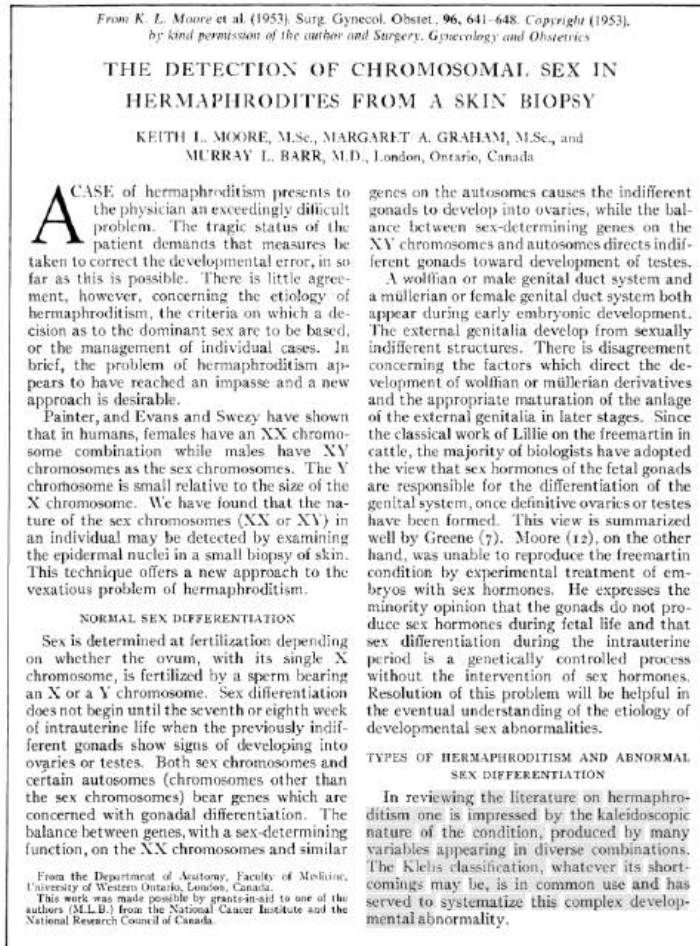 From K. L. Moore et al. (1953). Surg. Gynecol. Obstet., 96, 641–648. Copyright (1953),
by kind permission of the author and Surgery, Gynecology and Obstetrics
THE DETECTION OF CHROMOSOMAL SEX IN
HERMAPHRODITES FROM A SKIN BIOPSY
KEITH L. MOORE, M.Sc., MARGARET A. GRAHAM, M.Sc., and
MURRAY L. BARR, M.D., London, Ontario, Canada
A CASE of hermaphroditism presents to
the physician an exceedingly difficult
problem. The tragic status of the
patient demands that measures be
taken to correct the developmental error, in so
far as this is possible. There is little agree-
ment, however, concerning the etiology of
hermaphroditism, the criteria on which a de-
cision as to the dominant sex are to be based,
or the management of individual cases. In
brief, the problem of hermaphroditism ap-
pears to have reached an impasse and a new
approach is desirable.
Painter, and Evans and Swezy have shown
that in humans, females have an XX chromo-
some combination while males have XY
chromosomes as the sex chromosomes. The Y
chromosome is small relative to the size of the
X chromosome. We have found that the na-
ture of the sex chromosomes (XX or XY) in
an individual may be detected by examining
the epidermal nuclei in a small biopsy of skin.
This technique offers a new approach to the
vexatious problem of hermaphroditism.
NORMAL SEX DIFFERENTIATION
Sex is determined at fertilization depending
on whether the ovum, with its single X
chromosome, is fertilized by a sperm bearing
an X or a Y chromosome. Sex differentiation
does not begin until the seventh or eighth week
of intrauterine life when the previously indif-
ferent gonads show signs of developing into
ovaries or testes. Both sex chromosomes and
certain autosomes (chromosomes other than
the sex chromosomes) bear genes which are
concerned with gonadal differentiation. The
balance between genes, with a sex-determining
function, on the XX chromosomes and similar
From the Department of Anatomy, Faculty of Medicine,
University of Western Ontario, London, Canada.
This work was made possible by grants-in-aid to one of the
authors (M.L.B.) from the National Cancer Institute and the
National Research Council of Canada.
genes on the autosomes causes the indifferent
gonads to develop into ovaries, while the bal-
ance between sex-determining genes on the
XY chromosomes and autosomes directs indif-
ferent gonads toward development of testes.
A wolffian or male genital duct system and
a müllerian or female genital duct system both
appear during early embryonic development.
The external genitalia develop from sexually
indifferent structures. There is disagreement
concerning the factors which direct the de-
velopment of wolffian or müllerian derivatives
and the appropriate maturation of the anlage
of the external genitalia in later stages. Since
the classical work of Lillie on the freemartin in
cattle, the majority of biologists have adopted
the view that sex hormones of the fetal gonads
are responsible for the differentiation of the
genital system, once definitive ovaries or testes
have been formed. This view is summarized
well by Greene (7). Moore (12), on the other
hand, was unable to reproduce the freemartin
condition by experimental treatment of em-
bryos with sex hormones. He expresses the
minority opinion that the gonads do not pro-
duce sex hormones during fetal life and that
sex differentiation during the intrauterine
period is a genetically controlled process
without the intervention of sex hormones.
Resolution of this problem will be helpful in
the eventual understanding of the etiology of
developmental sex abnormalities.
TYPES OF HERMAPHRODITISM AND ABNORMAL
SEX DIFFERENTIATION
In reviewing the literature on hermaphro-
ditism one is impressed by the kaleidoscopic
nature of the condition, produced by many
variables appearing in diverse combinations.
The Klebs classification, whatever its short-
comings may be, is in common use and has
served to systematize this complex develop-
mental abnormality.